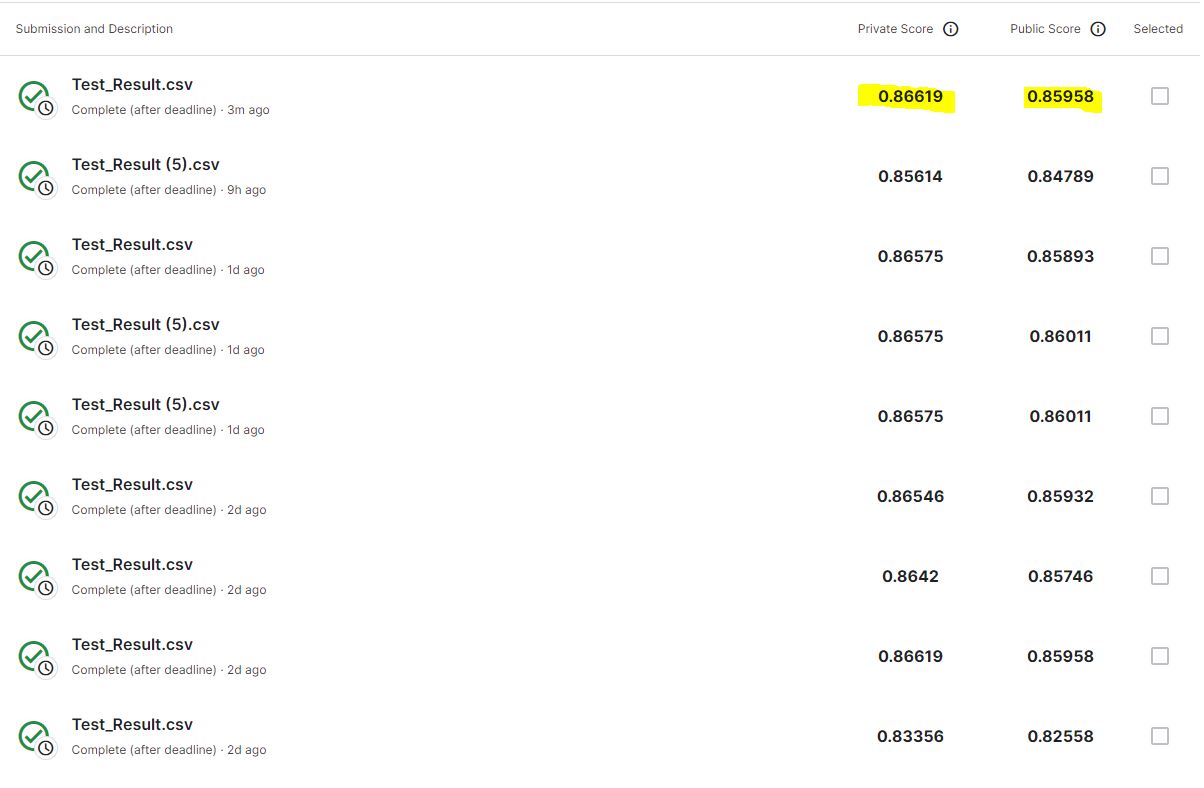 Submission and Description Private Score Public Score Selected
Test_Result.csv
Complete (after deadline) · 3m ago
0.86619 0.85958
Test_Result (5).csv
Complete (after deadline) · 9h ago
0.85614 0.84789
Test_Result.csv
Complete (after deadline) · 1d ago
0.86575 0.85893
Test_Result (5).csv
Complete (after deadline) · 1d ago
0.86575 0.86011
Test_Result (5).csv
Complete (after deadline) · 1d ago
0.86575 0.86011
Test_Result.csv
Complete (after deadline) · 2d ago
0.86546 0.85932
Test_Result.csv
Complete (after deadline) · 2d ago
0.8642 0.85746
Test_Result.csv
Complete (after deadline) · 2d ago
0.86619 0.85958
Test_Result.csv
Complete (after deadline) · 2d ago
0.83356 0.82558